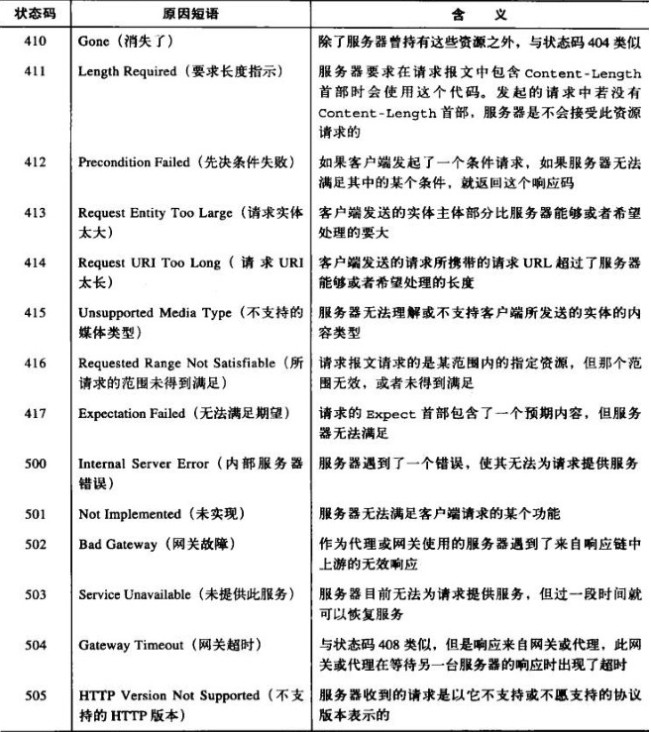 状态码 原因短语 含 义
410 Gone（消失了） 除了服务器曾持有这些资源之外，与状态码 404 类似
411 Length Required（要求长度指示） 服务器要求在请求报文中包含 Content-Length
首部时会使用这个代码。发起的请求中若没有
Content-Length 首部，服务器是不会接受此资源
请求的
412 Precondition Failed（先决条件失败） 如果客户端发起了一个条件请求，如果服务器无法
满足其中的某个条件，就返回这个响应码
413 Request Entity Too Large（请求实体 客户端发送的实体主体部分比服务器能够或者希望
太大） 处理的要大
414 Request URI Too Long（请求 URI 客户端发送的请求所携带的请求 URL 超过了服务器
太长） 能够或者希望处理的长度
415 Unsupported Media Type（不支持的 服务器无法理解或不支持客户端所发送的实体的内
媒体类型） 容类型
416 Requested Range Not Satisfiable（所 请求报文请求的是某范围内的指定资源，但那个范
请求的范围未得到满足） 围无效，或者未得到满足
417 Expectation Failed（无法满足期望） 请求的 Expect 首部包含了一个预期内容，但服务
器无法满足
500 Internal Server Error（内部服务器 服务器遇到了一个错误，使其无法为请求提供服务
错误）
501 Not Implemented（未实现） 服务器无法满足客户端请求的某个功能
502 Bad Gateway（网关故障） 作为代理或网关使用的服务器遇到了来自响应链中
上游的无效响应
503 Service Unavailable（未提供此服务） 服务器目前无法为请求提供服务，但过一段时间就
可以恢复服务
504 Gateway Timeout（网关超时） 与状态码 408 类似，但是响应来自网关或代理，此网
关或代理在等待另一台服务器的响应时出现了超时
505 HTTP Version Not Supported（不支 服务器收到的请求是以它不支持或不愿支持的协议
持的 HTTP 版本） 版本表示的